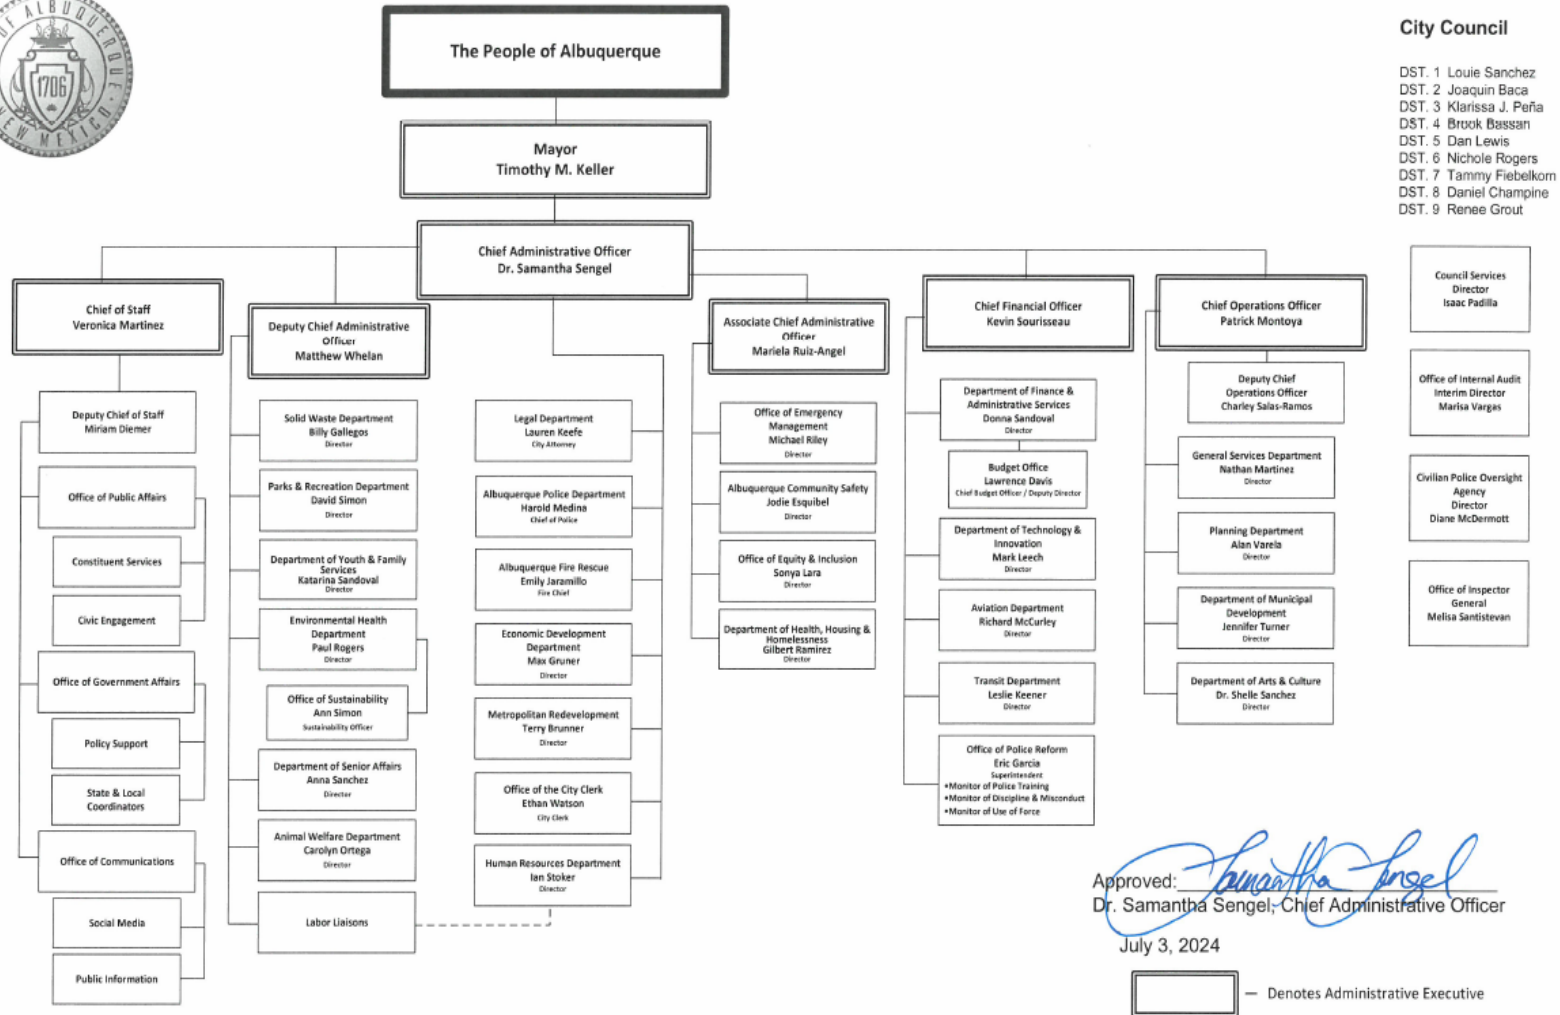 OF ALBUQUERQUE
1706
NEW MEXICO
The People of Albuquerque
Mayor
Timothy M. Keller
Chief Administrative Officer
Dr. Samantha Sengel
City Council
DST. 1 Louie Sanchez
DST. 2 Joaquin Baca
DST. 3 Klarissa J. Peña
DST. 4 Brook Bassan
DST. 5 Dan Lewis
DST. 6 Nichole Rogers
DST. 7 Tammy Fiebelkorn
DST. 8 Daniel Champine
DST. 9 Renee Grout
Chief of Staff
Veronica Martinez
Deputy Chief of Staff
Miriam Diemer
Office of Public Affairs
Constituent Services
Civic Engagement
Office of Government Affairs
Policy Support
State & Local
Coordinators
Office of Communications
Social Media
Public Information
Deputy Chief Administrative
Officer
Matthew Whelan
Solid Waste Department
Billy Gallegos
Director
Parks & Recreation Department
David Simon
Director
Department of Youth & Family
Services
Katarina Sandoval
Director
Environmental Health
Department
Paul Rogers
Director
Office of Sustainability
Ann Simon
Sustainability Officer
Department of Senior Affairs
Anna Sanchez
Director
Animal Welfare Department
Carolyn Ortega
Director
Labor Liaisons
Legal Department
Lauren Keefe
City Attorney
Albuquerque Police Department
Harold Medina
Chief of Police
Albuquerque Fire Rescue
Emily Jaramillo
Fire Chief
Economic Development
Department
Max Gruner
Director
Metropolitan Redevelopment
Terry Brunner
Director
Office of the City Clerk
Ethan Watson
City Clerk
Human Resources Department
Ian Stoker
Director
Associate Chief Administrative
Officer
Mariela Ruiz-Angel
Office of Emergency
Management
Michael Riley
Director
Albuquerque Community Safety
Jodie Esquibel
Director
Office of Equity & Inclusion
Sonya Lara
Director
Department of Health, Housing &
Homelessness
Gilbert Ramirez
Director
Chief Financial Officer
Kevin Sourisseau
Department of Finance &
Administrative Services
Donna Sandoval
Director
Budget Office
Lawrence Davis
Chief Budget Officer / Deputy Director
Department of Technology &
Innovation
Mark Leech
Director
Aviation Department
Richard McCurley
Director
Transit Department
Leslie Keener
Director
Office of Police Reform
Eric Garcia
Superintendent
•Monitor of Police Training
•Monitor of Discipline & Misconduct
•Monitor of Use of Force
Chief Operations Officer
Patrick Montoya
Deputy Chief
Operations Officer
Charley Salas-Ramos
General Services Department
Nathan Martinez
Director
Planning Department
Alan Varela
Director
Department of Municipal
Development
Jennifer Turner
Director
Department of Arts & Culture
Dr. Shelle Sanchez
Director
Council Services
Director
Isaac Padilla
Office of Internal Audit
Interim Director
Marisa Vargas
Civilian Police Oversight
Agency
Director
Diane McDermott
Office of Inspector
General
Melisa Santistevan
Approved: Samantha Sengel
Dr. Samantha Sengel, Chief Administrative Officer
July 3, 2024
— Denotes Administrative Executive